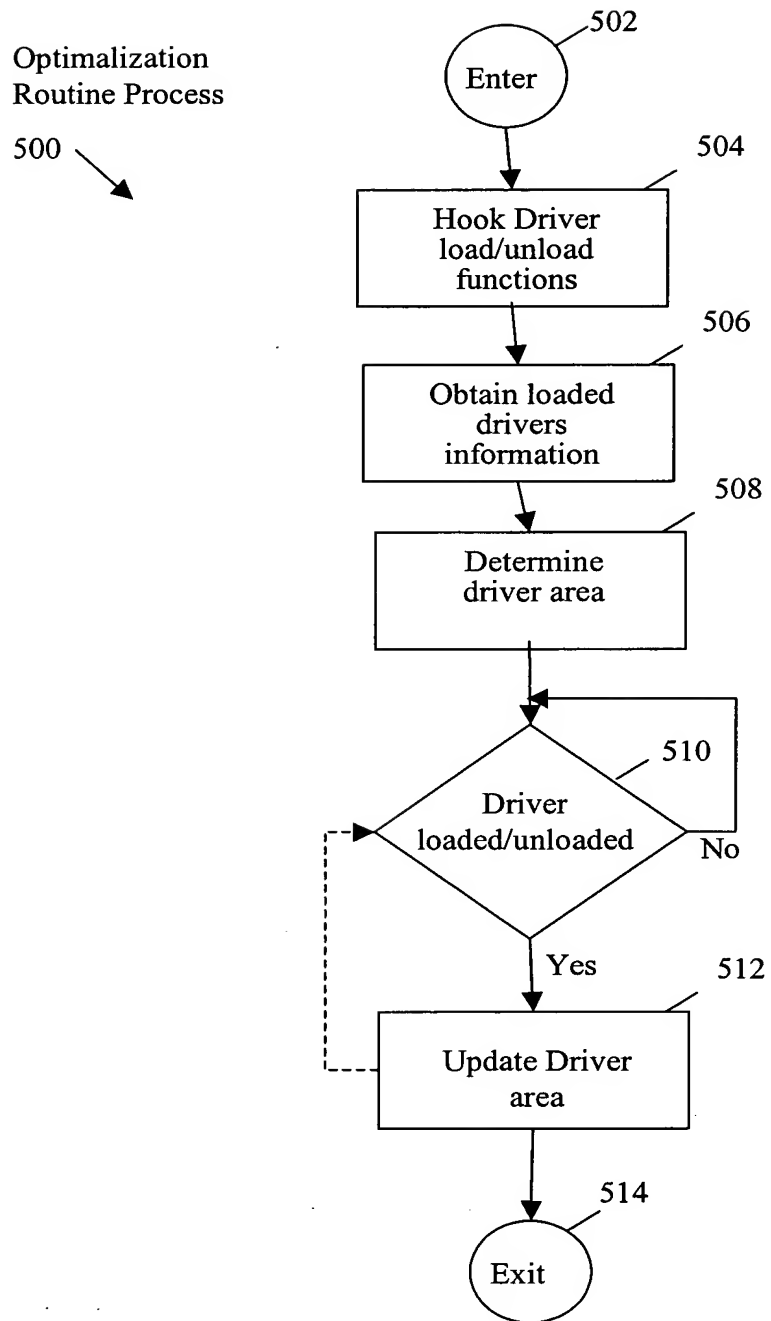 Optimalization
Routine Process
500
502
Enter
504
Hook Driver
load/unload
functions
506
Obtain loaded
drivers
information
508
Determine
driver area
510
Driver
loaded/unloaded
No
Yes
512
Update Driver
area
514
Exit